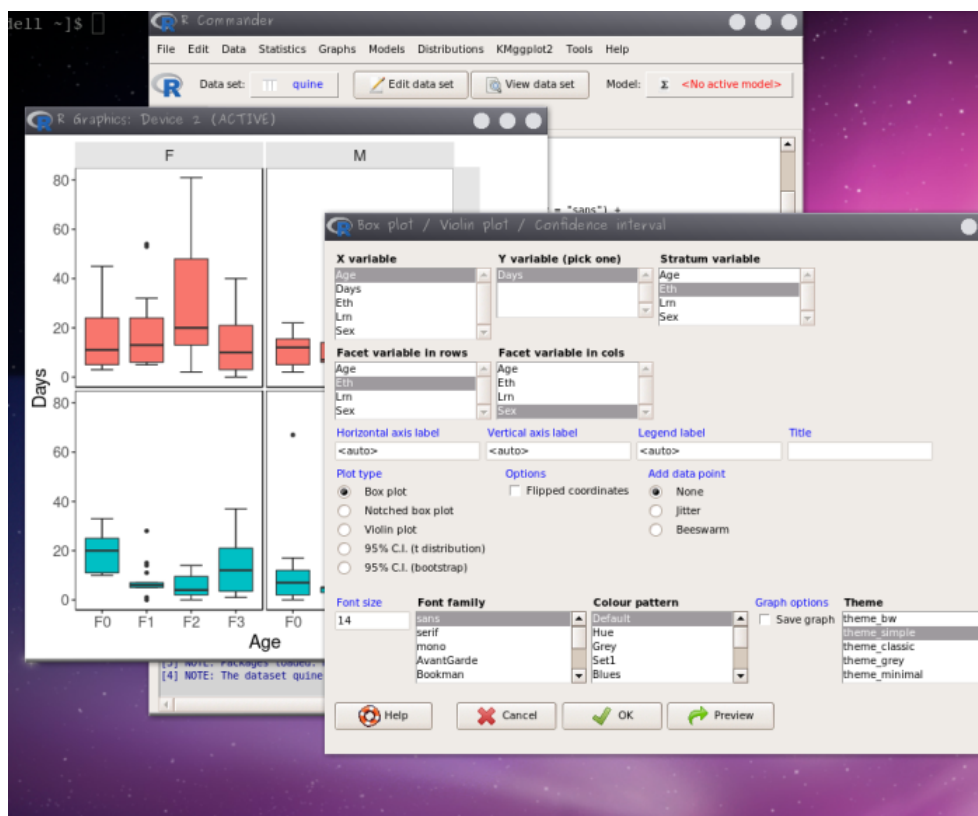 dell ~]$
R Commander
File Edit Data Statistics Graphs Models Distributions KMggplot2 Tools Help
Data set: quine Edit data set View data set Model: Σ <No active model>
R Graphics: Device 2 (ACTIVE)
F M
80
60
40
20
0
80
60
40
20
0
Days
F0 F1 F2 F3 F0
Age
= "sans") +
[4] NOTE: The dataset quine
Box plot / Violin plot / Confidence interval
X variable Y variable (pick one) Stratum variable
Age Days Age
Days Eth
Eth Lrn
Lrn Sex
Sex
Facet variable in rows Facet variable in cols
Age Age
Eth Eth
Lrn Lrn
Sex Sex
Horizontal axis label Vertical axis label Legend label Title
<auto> <auto> <auto>
Plot type Options Add data point
Box plot Flipped coordinates None
Notched box plot Jitter
Violin plot Beeswarm
95% C.I. (t distribution)
95% C.I. (bootstrap)
Font size Font family Colour pattern Graph options Theme
14 sans Default Save graph theme_bw
serif Hue theme_simple
mono Grey theme_classic
AvantGarde Set1 theme_grey
Bookman Blues theme_minimal
Help Cancel OK Preview